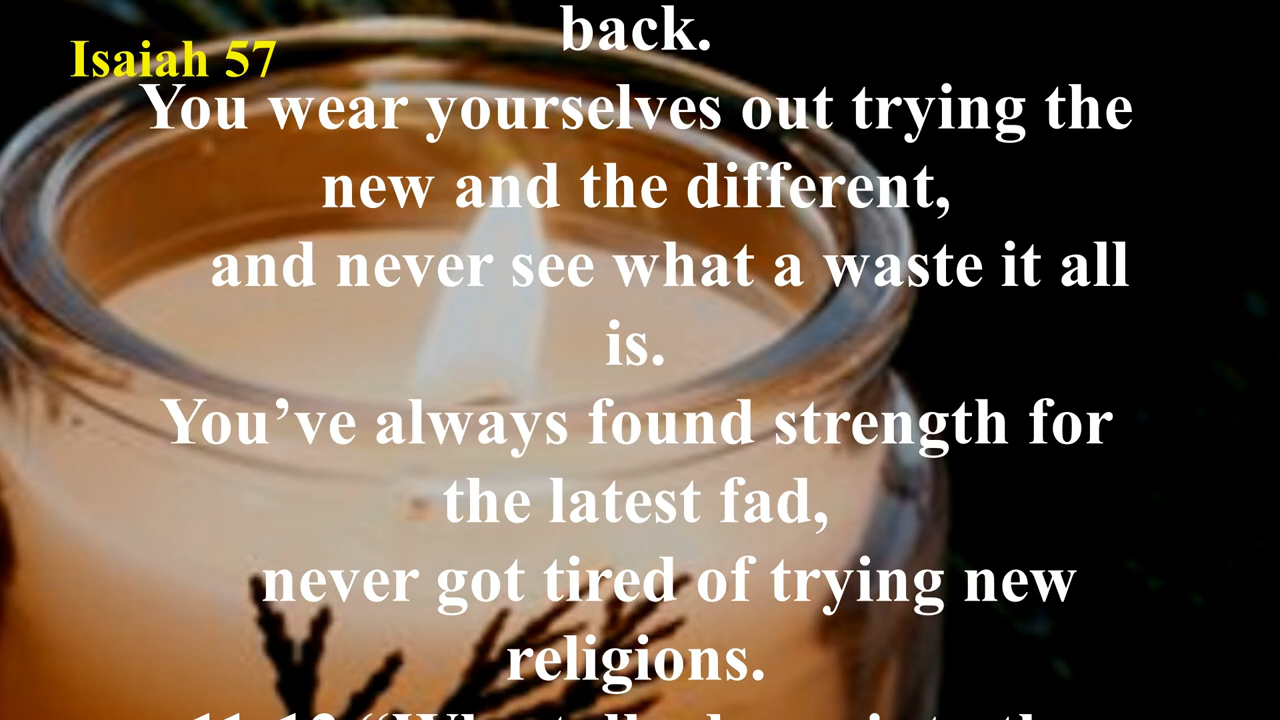 back.
Isaiah 57
You wear yourselves out trying the
new and the different,
and never see what a waste it all
is.
You’ve always found strength for
the latest fad,
never got tired of trying new
religions.